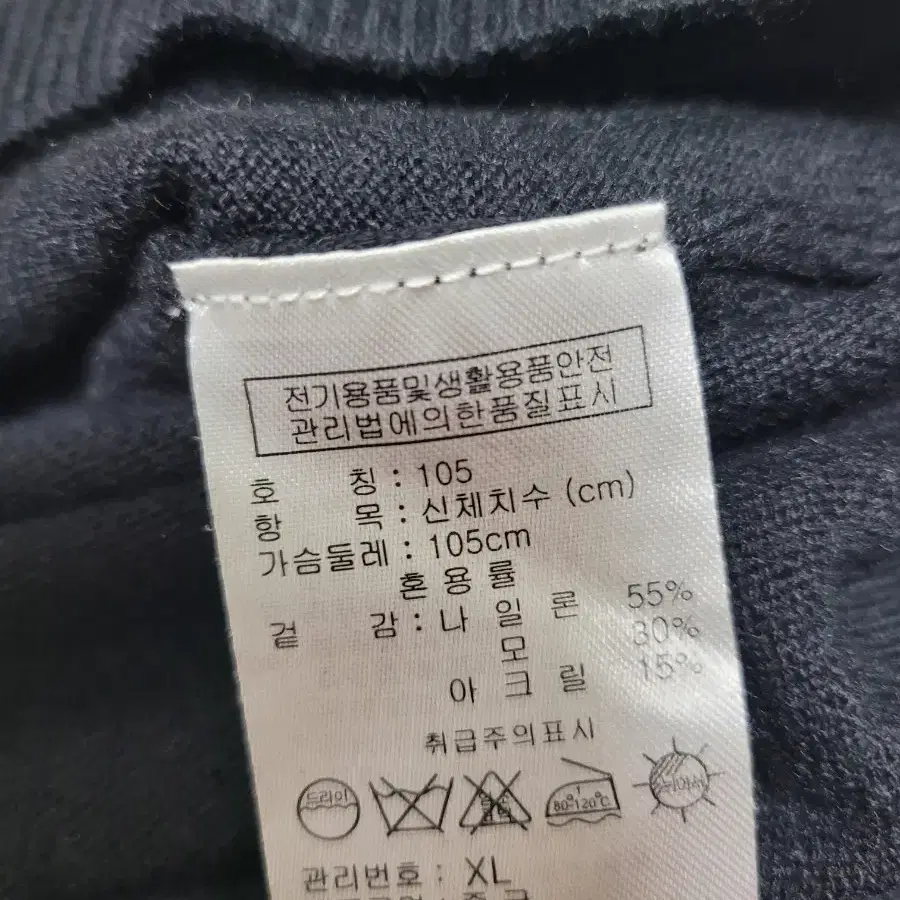 전기용품및생활용품안전
관리법에의한품질표시
호 칭 : 105
항 목 : 신체치수 (cm)
가슴둘레 : 105cm
혼용률
겉 감 : 나 일 론 55%
모 30%
아 크 릴 15%
취급주의표시
드라이
80~120℃
뉘어서
관리번호 : XL